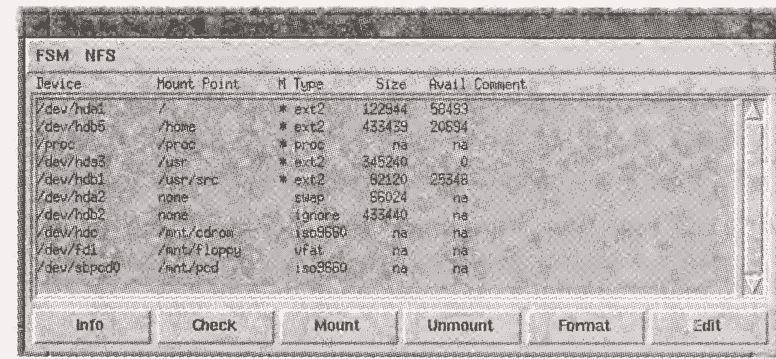 FSM NFS
Device Mount Point M Type Size Avail Comment
/dev/hda1 / * ext2 122944 58493
/dev/hdb5 /home * ext2 433439 20694
/proc /proc * proc na na
/dev/hda3 /usr * ext2 345240 0
/dev/hdb1 /usr/src * ext2 82120 25348
/dev/hda2 none swap 66024 na
/dev/hdb2 none ignore 433440 na
/dev/hdc /mnt/cdrom iso9660 na na
/dev/fd1 /mnt/floppy vfat na na
/dev/sbpcd0 /mnt/pcd iso9660 na na
Info Check Mount Unmount Format Edit